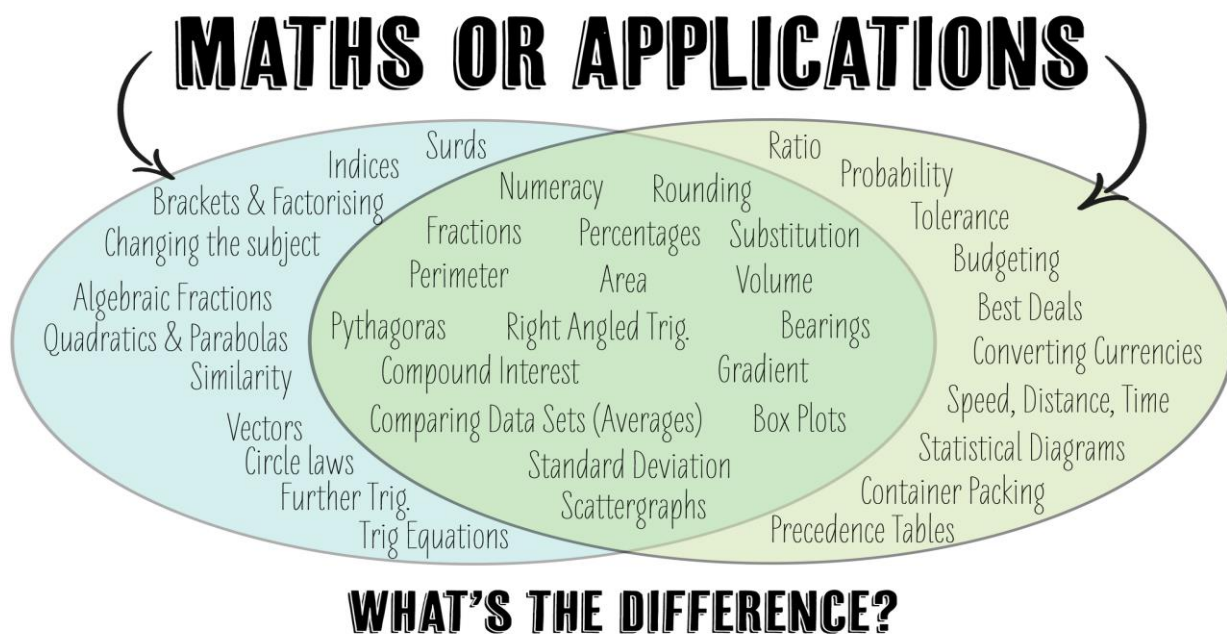 MATHS OR APPLICATIONS
Surds
Indices
Brackets & Factorising
Changing the subject
Algebraic Fractions
Quadratics & Parabolas
Similarity
Vectors
Circle laws
Further Trig.
Trig Equations
Numeracy Rounding
Fractions Percentages Substitution
Perimeter Area Volume
Pythagoras Right Angled Trig. Bearings
Compound Interest Gradient
Comparing Data Sets (Averages) Box Plots
Standard Deviation
Scattergraphs
Ratio
Probability
Tolerance
Budgeting
Best Deals
Converting Currencies
Speed, Distance, Time
Statistical Diagrams
Container Packing
Precedence Tables
WHAT'S THE DIFFERENCE?